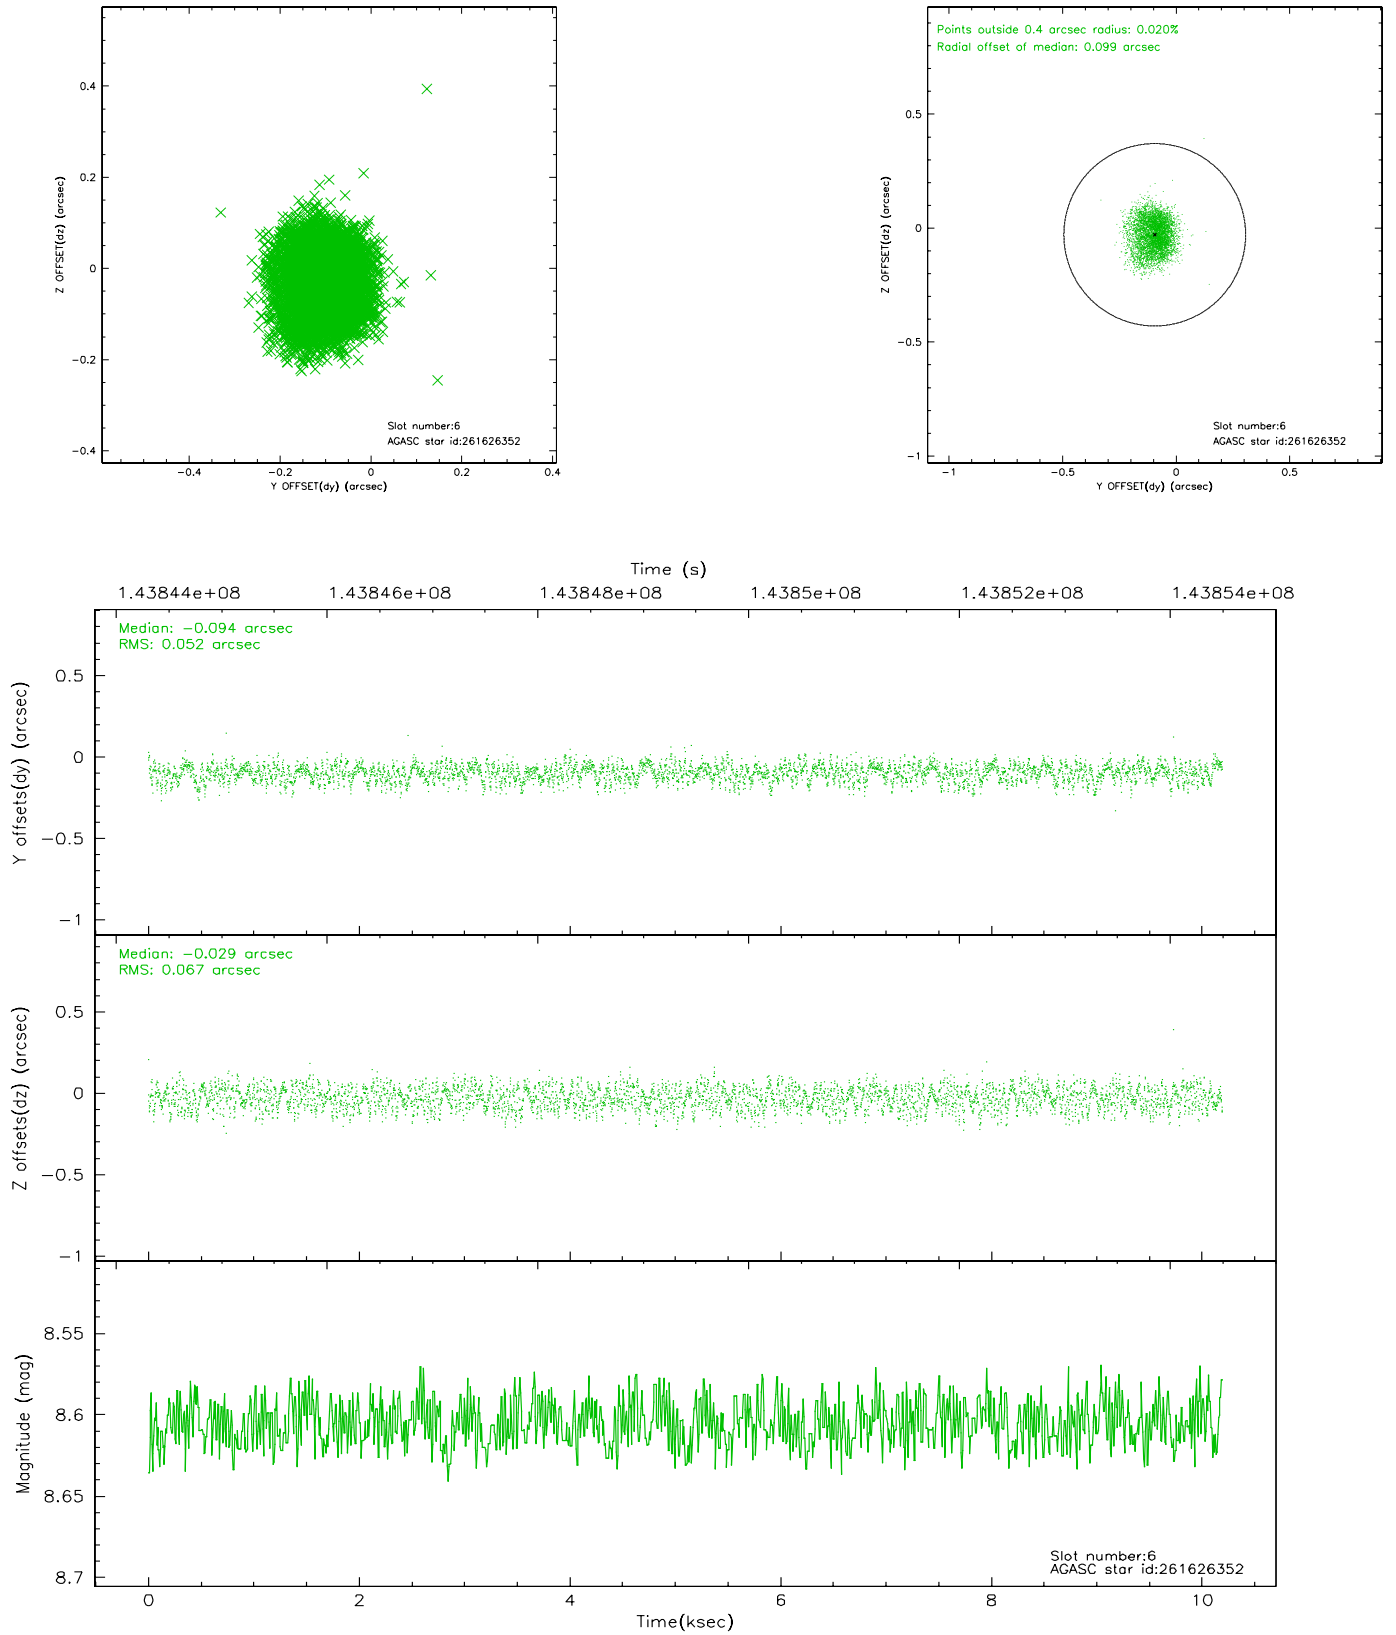 0.4
0.2
0
-0.2
-0.4
Z OFFSET(dz) (arcsec)
Slot number:6
AGASC star id:261626352
-0.4
-0.2
0
0.2
0.4
Y OFFSET(dy) (arcsec)
Points outside 0.4 arcsec radius: 0.020%
Radial offset of median: 0.099 arcsec
0.5
0
-0.5
-1
Z OFFSET(dz) (arcsec)
Slot number:6
AGASC star id:261626352
-1
-0.5
0
0.5
Y OFFSET(dy) (arcsec)
Time (s)
1.43844e+08
1.43846e+08
1.43848e+08
1.4385e+08
1.43852e+08
1.43854e+08
Median: -0.094 arcsec
RMS: 0.052 arcsec
0.5
0
-0.5
-1
Y offsets(dy) (arcsec)
Median: -0.029 arcsec
RMS: 0.067 arcsec
0.5
0
-0.5
-1
Z offsets(dz) (arcsec)
8.55
8.6
8.65
8.7
Magnitude (mag)
Slot number:6
AGASC star id:261626352
0
2
4
6
8
10
Time(ksec)